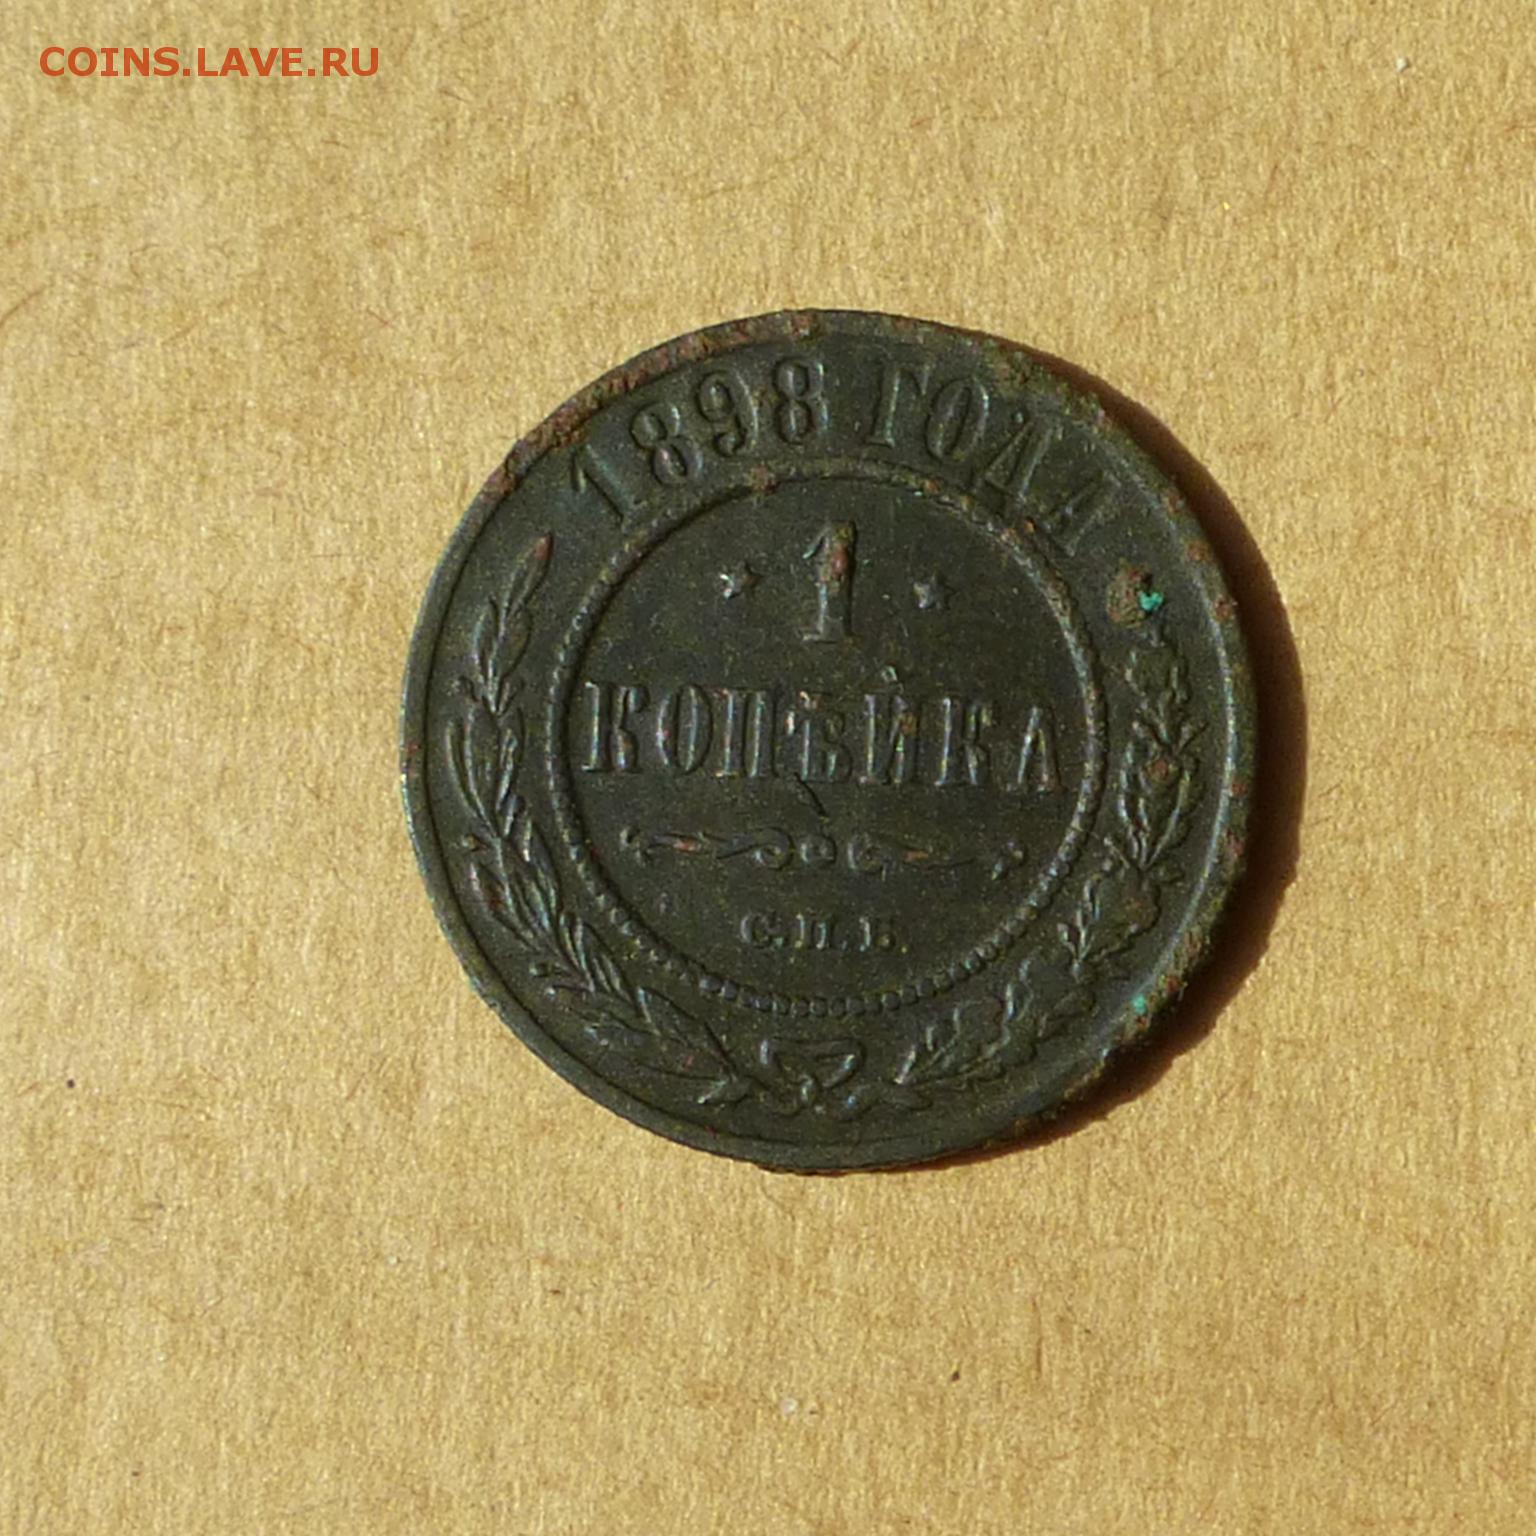 COINS.LAVE.RU
1898 ГОДА
1
КОПѢЙКА
С.П.Б.